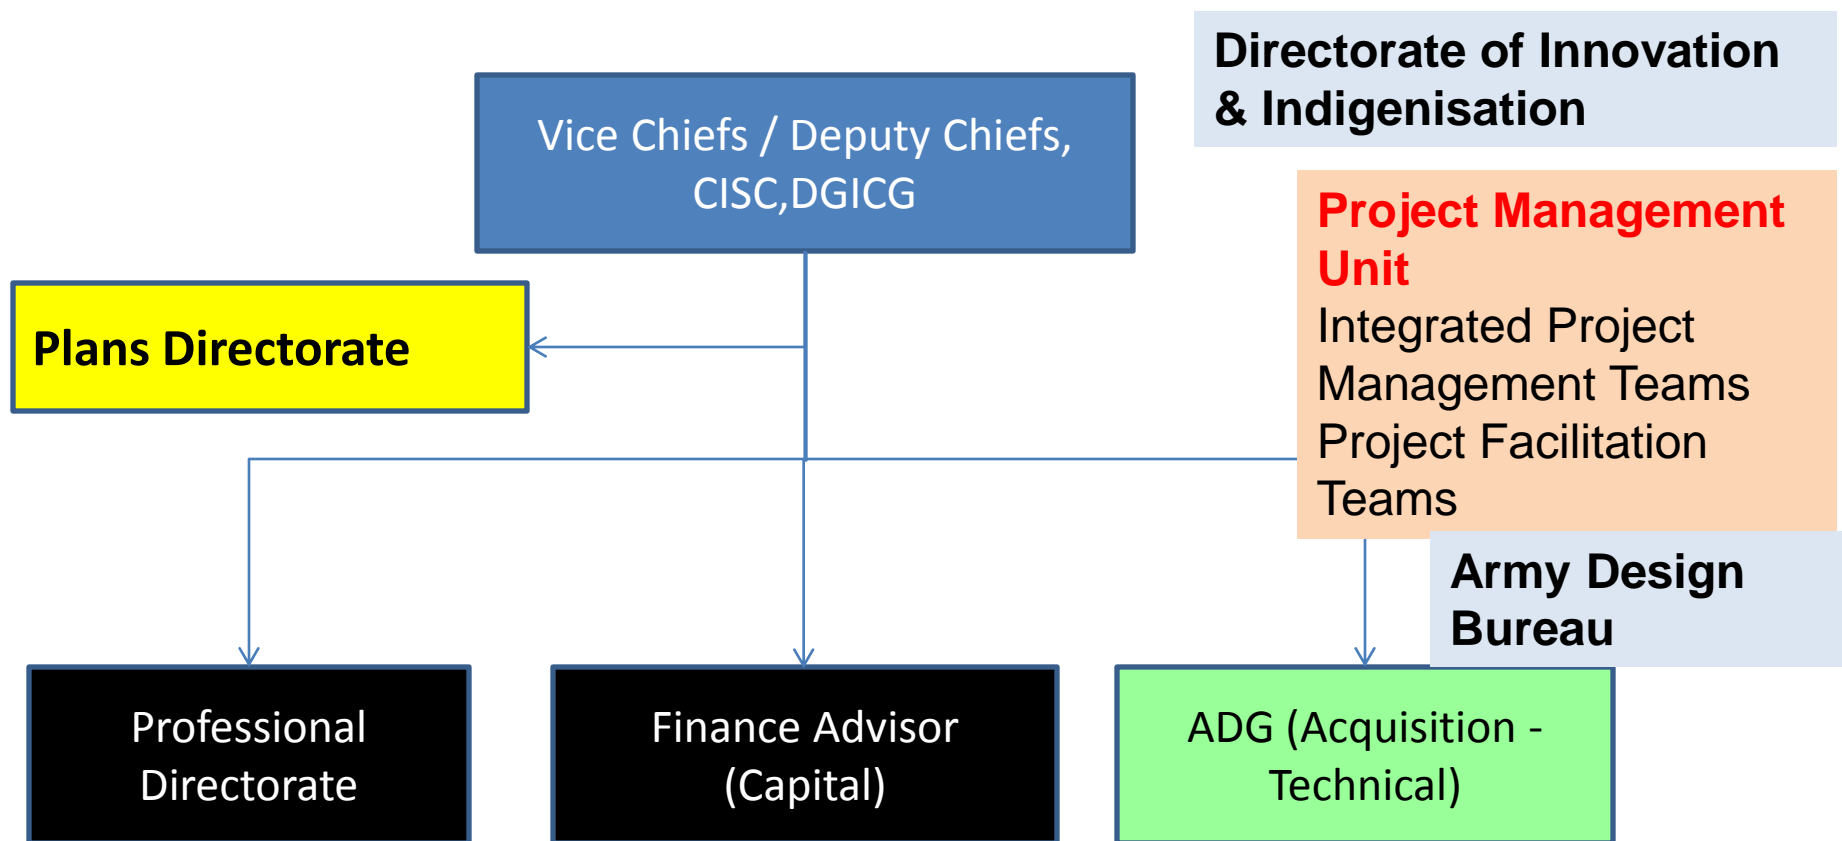 Directorate of Innovation
& Indigenisation
Vice Chiefs / Deputy Chiefs,
CISC,DGICG
Project Management
Unit
Integrated Project
Management Teams
Project Facilitation
Teams
Plans Directorate
Army Design
Bureau
Professional
Directorate
Finance Advisor
(Capital)
ADG (Acquisition -
Technical)